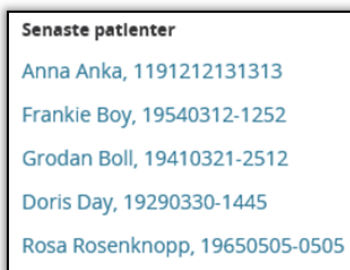 Senaste patienter
Anna Anka, 1191212131313
Frankie Boy, 19540312-1252
Grodan Boll, 19410321-2512
Doris Day, 19290330-1445
Rosa Rosenknopp, 19650505-0505